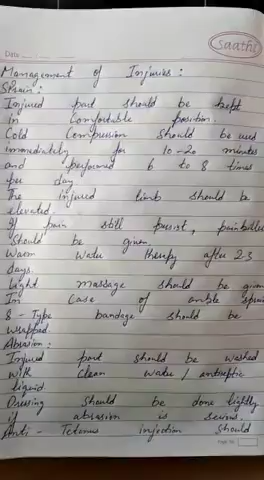 Saathi
Date
Management of Injuries:
Sprain:
Injured part should be kept
in comfortable position.
Cold Compression should be used
immediately for 10-20 minutes
and performed 6 to 8 times
per day.
The injured limb should be
elevated.
If pain still persist, painkiller
should be given
Warm water therapy after 2-3
days.
Light massage should be given
In case of ankle sprain
8-Type bandage should be
wrapped.
Abrasion:
Injured part should be washed
with clean water / antiseptic
liquid
Dressing should be done lightly
if abrasion is serious.
Anti-Tetanus injection should
Page No.